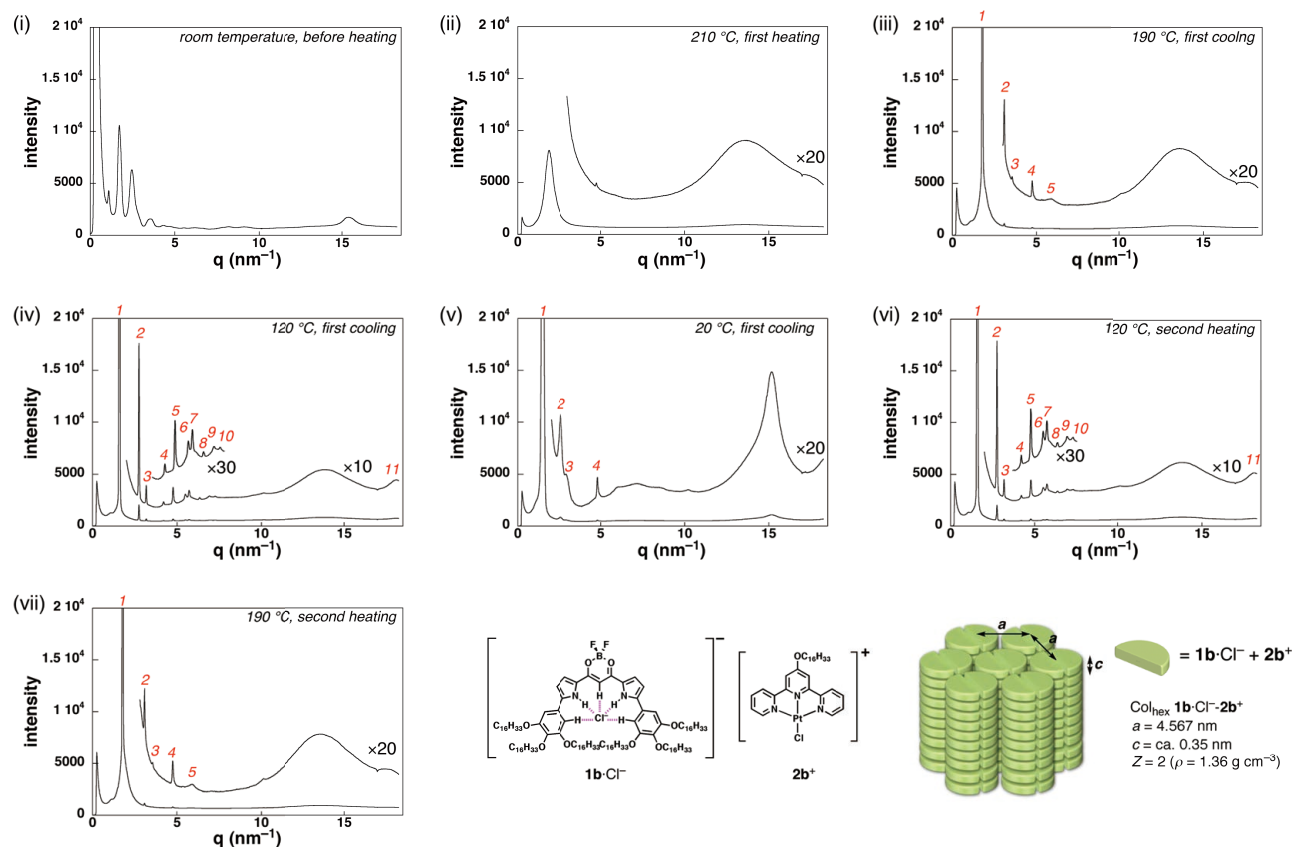 (i)
room temperature, before heating
2 10⁴
1.5 10⁴
1 10⁴
5000
0
intensity
0 5 10 15
q (nm⁻¹)
(ii)
210 °C, first heating
2 10⁴
1.5 10⁴
1 10⁴
5000
0
intensity
×20
0 5 10 15
q (nm⁻¹)
(iii)
190 °C, first coolng
2 10⁴
1.5 10⁴
1 10⁴
5000
0
intensity
1
2
3 4 5
×20
0 5 10 15
q (nm⁻¹)
(iv)
120 °C, first cooling
2 10⁴
1.5 10⁴
1 10⁴
5000
0
intensity
1
2
3 4 5 6 7 8 9 10 11
×30
×10
0 5 10 15
q (nm⁻¹)
(v)
20 °C, first cooling
2 10⁴
1.5 10⁴
1 10⁴
5000
0
intensity
1
2
3 4
×20
0 5 10 15
q (nm⁻¹)
(vi)
120 °C, second heating
2 10⁴
1.5 10⁴
1 10⁴
5000
0
intensity
1
2
3 4 5 6 7 8 9 10 11
×30
×10
0 5 10 15
q (nm⁻¹)
(vii)
190 °C, second heating
2 10⁴
1.5 10⁴
1 10⁴
5000
0
intensity
1
2
3 4 5
×20
0 5 10 15
q (nm⁻¹)
−
F F
B
O O
H
N H H N
H Cl⁻ H
C₁₆H₃₃O OC₁₆H₃₃
C₁₆H₃₃O OC₁₆H₃₃ C₁₆H₃₃O OC₁₆H₃₃
1b·Cl⁻
+
OC₁₆H₃₃
N N N
Pt
Cl
2b⁺
a
a
c
= 1b·Cl⁻ + 2b⁺
Colhex 1b·Cl⁻-2b⁺
a = 4.567 nm
c = ca. 0.35 nm
Z = 2 (ρ = 1.36 g cm⁻³)